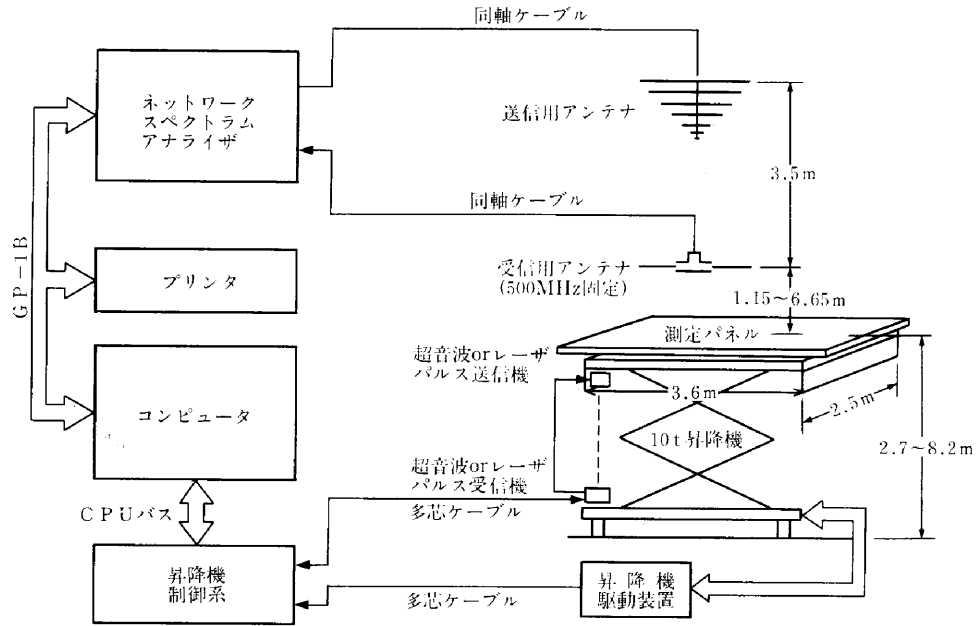 同軸ケーブル
ネットワーク
スペクトラム
アナライザ
送信用アンテナ
3.5m
同軸ケーブル
GP-1B
プリンタ
受信用アンテナ
(500MHz固定)
1.15~6.65m
測定パネル
超音波orレーザ
パルス送信機
3.6m
2.5m
コンピュータ
10t昇降機
2.7~8.2m
超音波orレーザ
パルス受信機
CPUバス
多芯ケーブル
昇降機
制御系
多芯ケーブル
昇降機
駆動装置